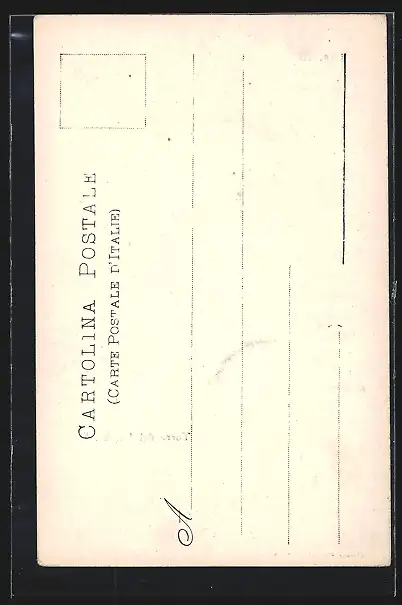 CARTOLINA POSTALE
(CARTE POSTALE D'ITALIE)
A